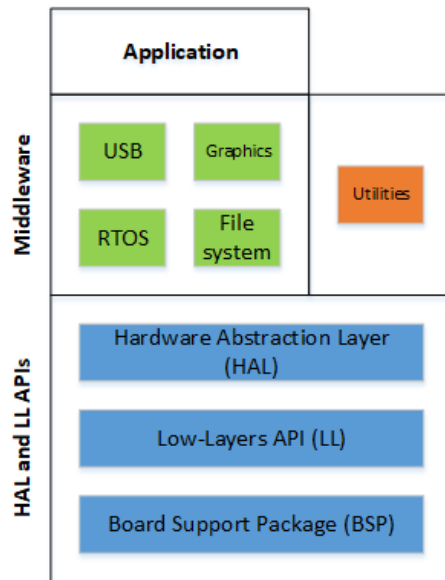 Application
Middleware
USB
Graphics
Utilities
RTOS
File
system
HAL and LL APIs
Hardware Abstraction Layer
(HAL)
Low-Layers API (LL)
Board Support Package (BSP)